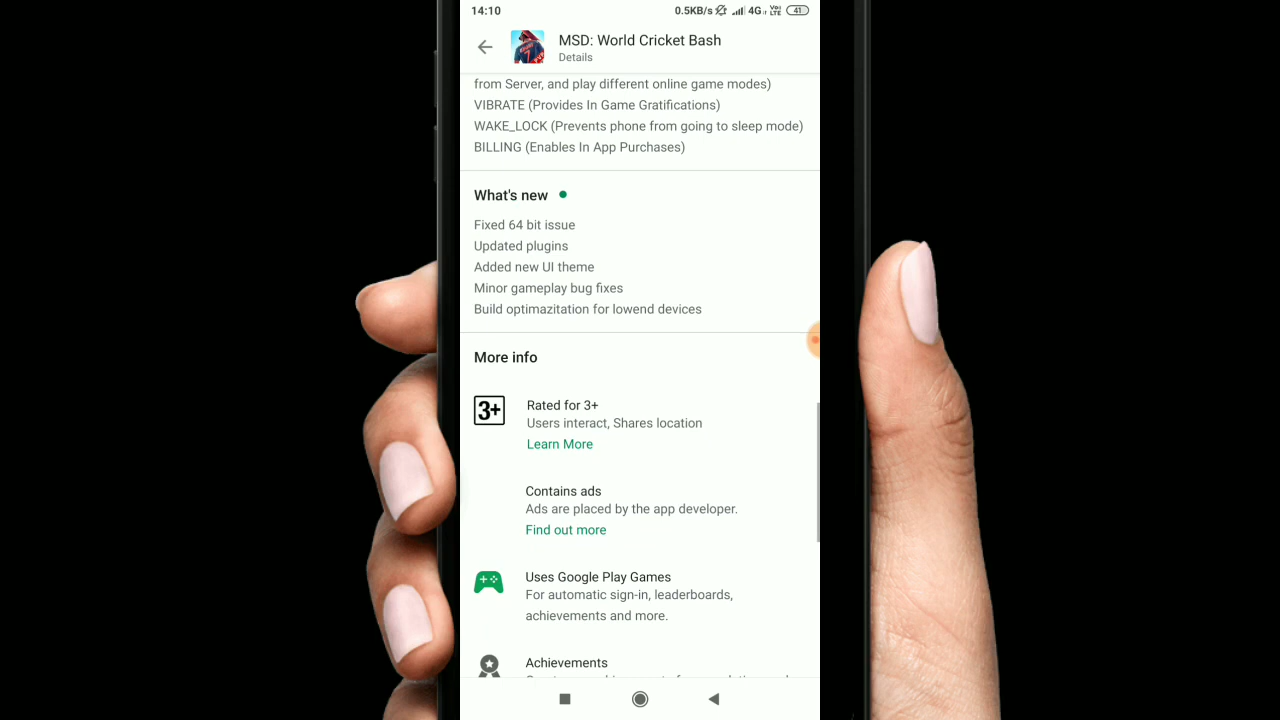 14:10
0.5KB/s 4G Vo LTE 41
MSD: World Cricket Bash
Details
from Server, and play different online game modes)
VIBRATE (Provides In Game Gratifications)
WAKE_LOCK (Prevents phone from going to sleep mode)
BILLING (Enables In App Purchases)
What's new
Fixed 64 bit issue
Updated plugins
Added new UI theme
Minor gameplay bug fixes
Build optimazitation for lowend devices
More info
3+
Rated for 3+
Users interact, Shares location
Learn More
Contains ads
Ads are placed by the app developer.
Find out more
Uses Google Play Games
For automatic sign-in, leaderboards,
achievements and more.
Achievements